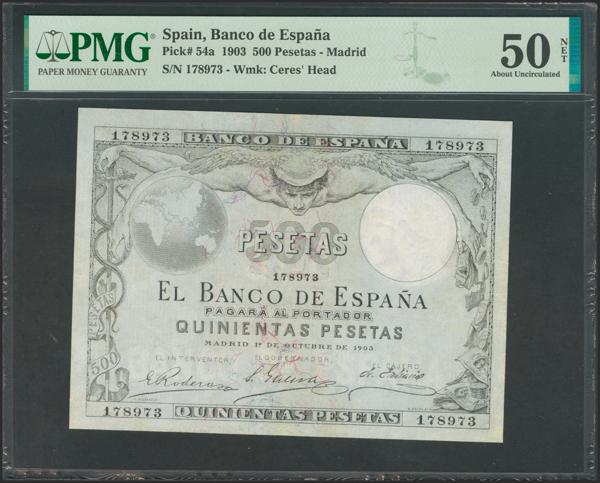 PMG
PAPER MONEY GUARANTY
Spain, Banco de España
Pick# 54a 1903 500 Pesetas - Madrid
S/N 178973 - Wmk: Ceres' Head
50 NET
About Uncirculated
178973 BANCO DE ESPAÑA 178973
500
PESETAS
178973
EL BANCO DE ESPAÑA
PAGARÁ AL PORTADOR
QUINIENTAS PESETAS
MADRID 1º DE OCTUBRE DE 1903
EL INTERVENTOR, EL GOBERNADOR, EL CAJERO
PESETAS
500
178973 QUINIENTAS PESETAS 178973